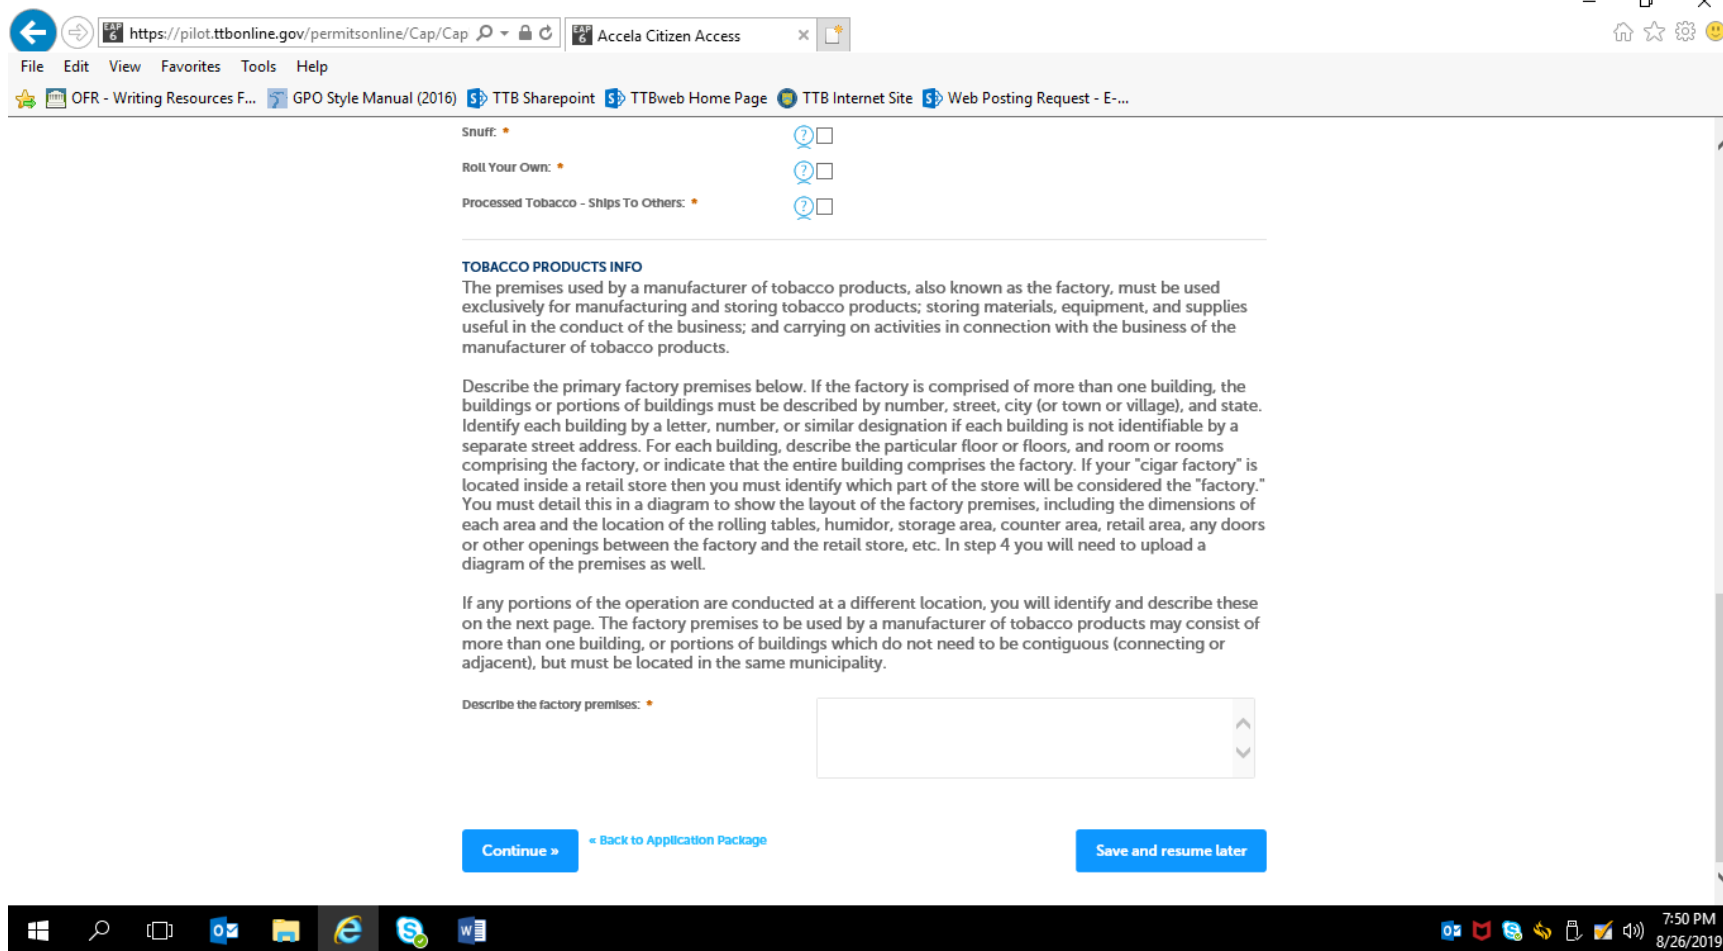 https://pilot.ttbonline.gov/permitsonline/Cap/Cap
EAP 6 Accela Citizen Access
File Edit View Favorites Tools Help
OFR - Writing Resources F... GPO Style Manual (2016) TTB Sharepoint TTBweb Home Page TTB Internet Site Web Posting Request - E-...
Snuff: *
Roll Your Own: *
Processed Tobacco - Ships To Others: *
TOBACCO PRODUCTS INFO
The premises used by a manufacturer of tobacco products, also known as the factory, must be used
exclusively for manufacturing and storing tobacco products; storing materials, equipment, and supplies
useful in the conduct of the business; and carrying on activities in connection with the business of the
manufacturer of tobacco products.
Describe the primary factory premises below. If the factory is comprised of more than one building, the
buildings or portions of buildings must be described by number, street, city (or town or village), and state.
Identify each building by a letter, number, or similar designation if each building is not identifiable by a
separate street address. For each building, describe the particular floor or floors, and room or rooms
comprising the factory, or indicate that the entire building comprises the factory. If your "cigar factory" is
located inside a retail store then you must identify which part of the store will be considered the "factory."
You must detail this in a diagram to show the layout of the factory premises, including the dimensions of
each area and the location of the rolling tables, humidor, storage area, counter area, retail area, any doors
or other openings between the factory and the retail store, etc. In step 4 you will need to upload a
diagram of the premises as well.
If any portions of the operation are conducted at a different location, you will identify and describe these
on the next page. The factory premises to be used by a manufacturer of tobacco products may consist of
more than one building, or portions of buildings which do not need to be contiguous (connecting or
adjacent), but must be located in the same municipality.
Describe the factory premises: *
Continue »
« Back to Application Package
Save and resume later
7:50 PM
8/26/2019